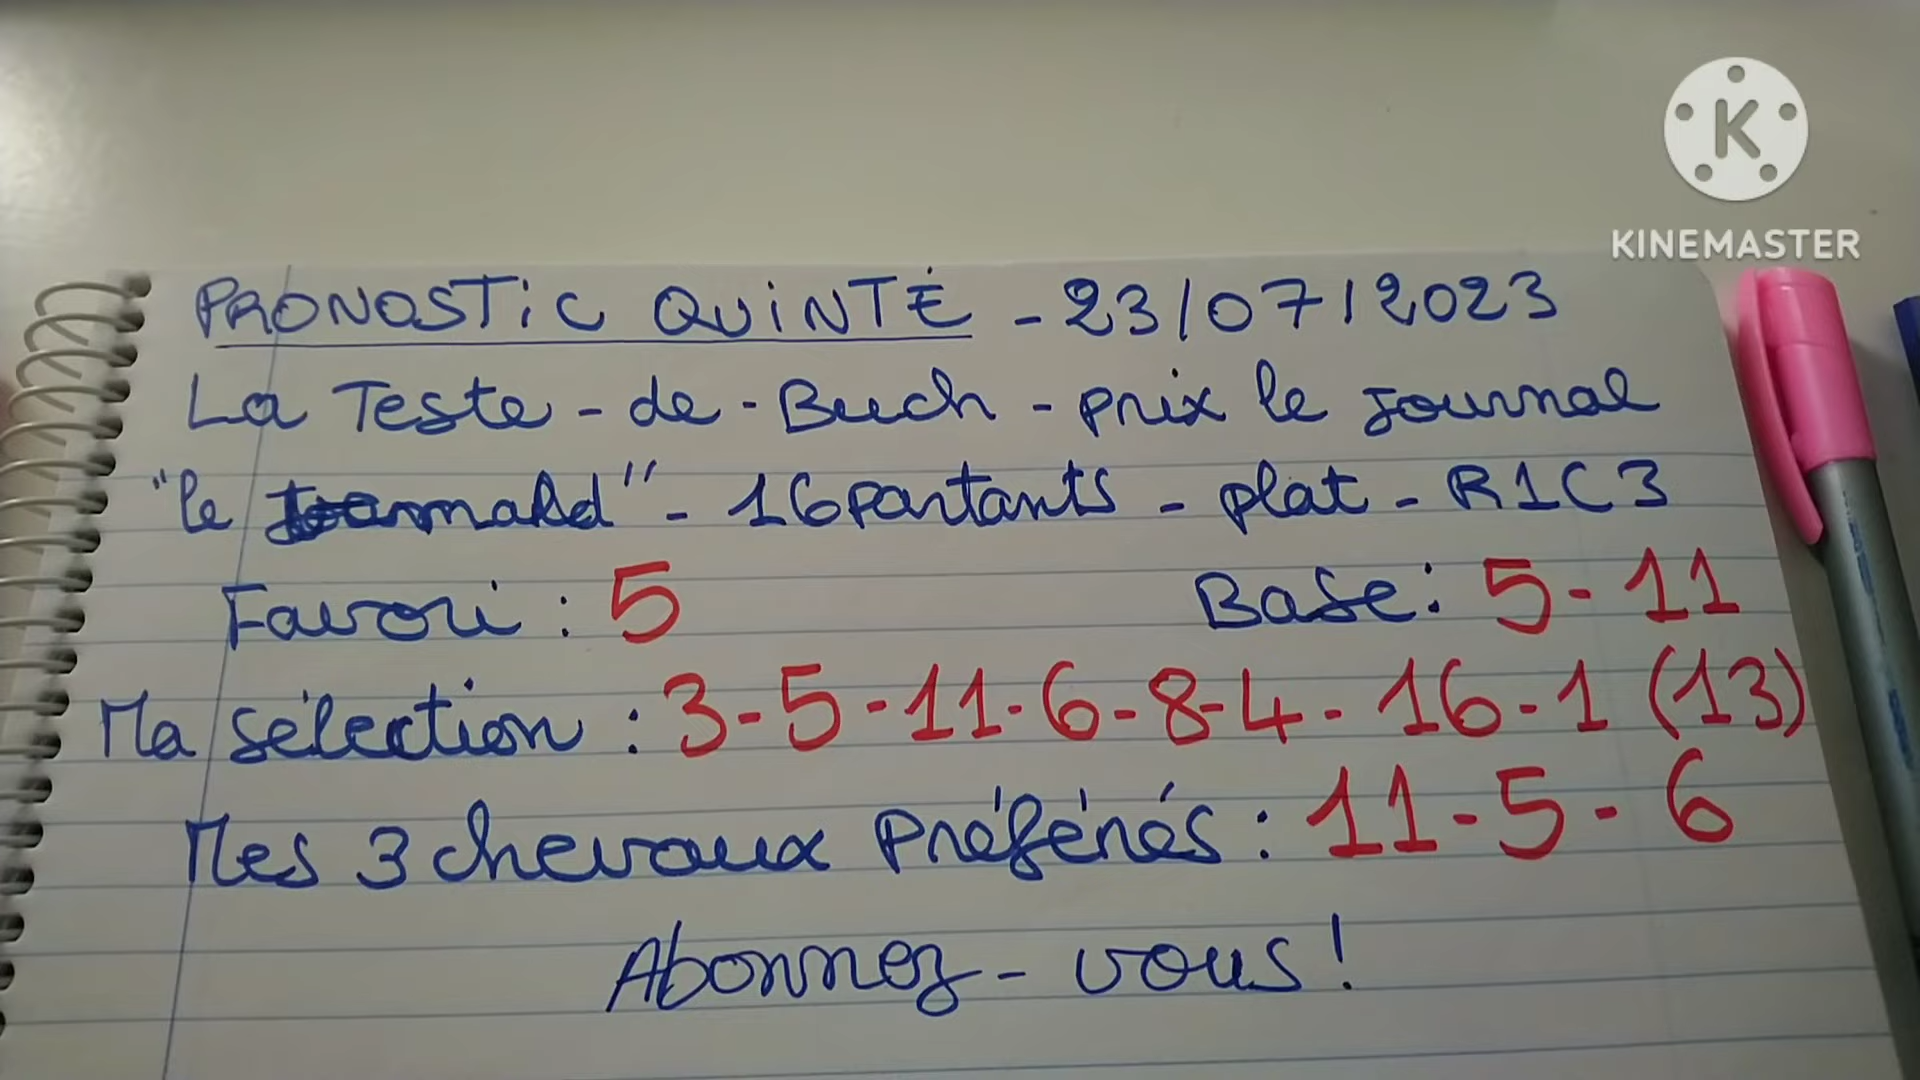 KINEMASTER
PRONOSTIC QUINTÉ - 23/07/2023
La Teste - de - Buch - prix le journal
"le " - 16 partants - plat - R1C3
Favori : 5 Base : 5 - 11
Ma sélection : 3 - 5 - 11 - 6 - 8 - 4 - 16 - 1 (13)
Mes 3 chevaux préférés : 11 - 5 - 6
Abonnez - vous !